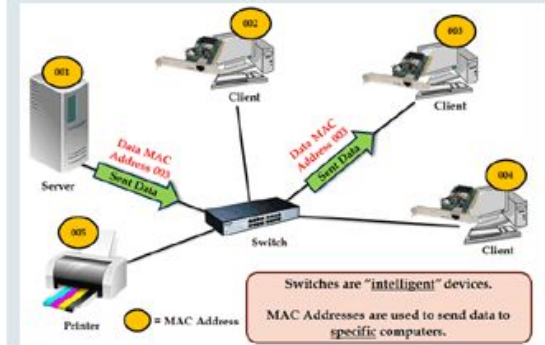 002
003
001
Client
Client
Data MAC
Address 003
Sent Data
Data MAC
Address 003
Sent Data
Server
004
005
Switch
Client
Printer
= MAC Address
Switches are "intelligent" devices.
MAC Addresses are used to send data to
specific computers.